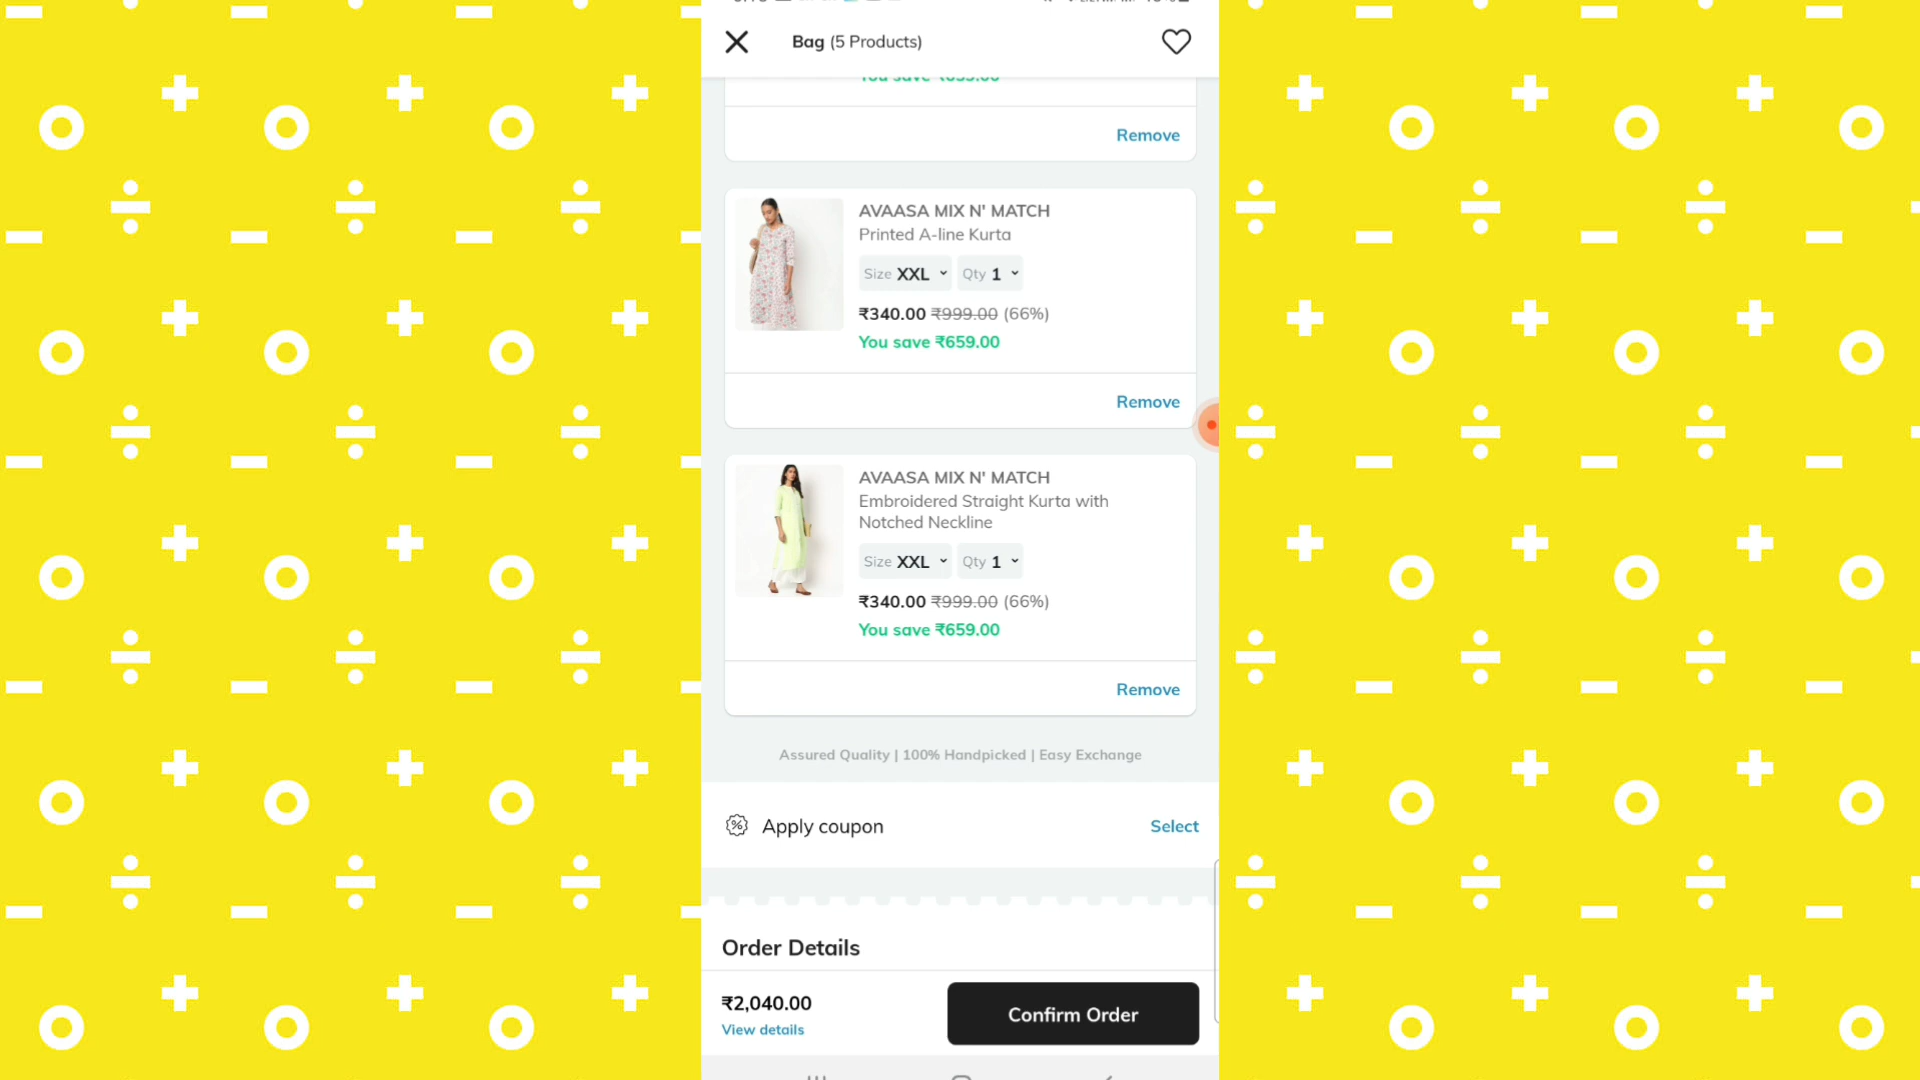 Bag (5 Products)
Remove
AVAASA MIX N' MATCH
Printed A-line Kurta
Size XXL Qty 1
₹340.00 ₹999.00 (66%)
You save ₹659.00
Remove
AVAASA MIX N' MATCH
Embroidered Straight Kurta with
Notched Neckline
Size XXL Qty 1
₹340.00 ₹999.00 (66%)
You save ₹659.00
Remove
Assured Quality | 100% Handpicked | Easy Exchange
Apply coupon
Select
Order Details
₹2,040.00
View details
Confirm Order